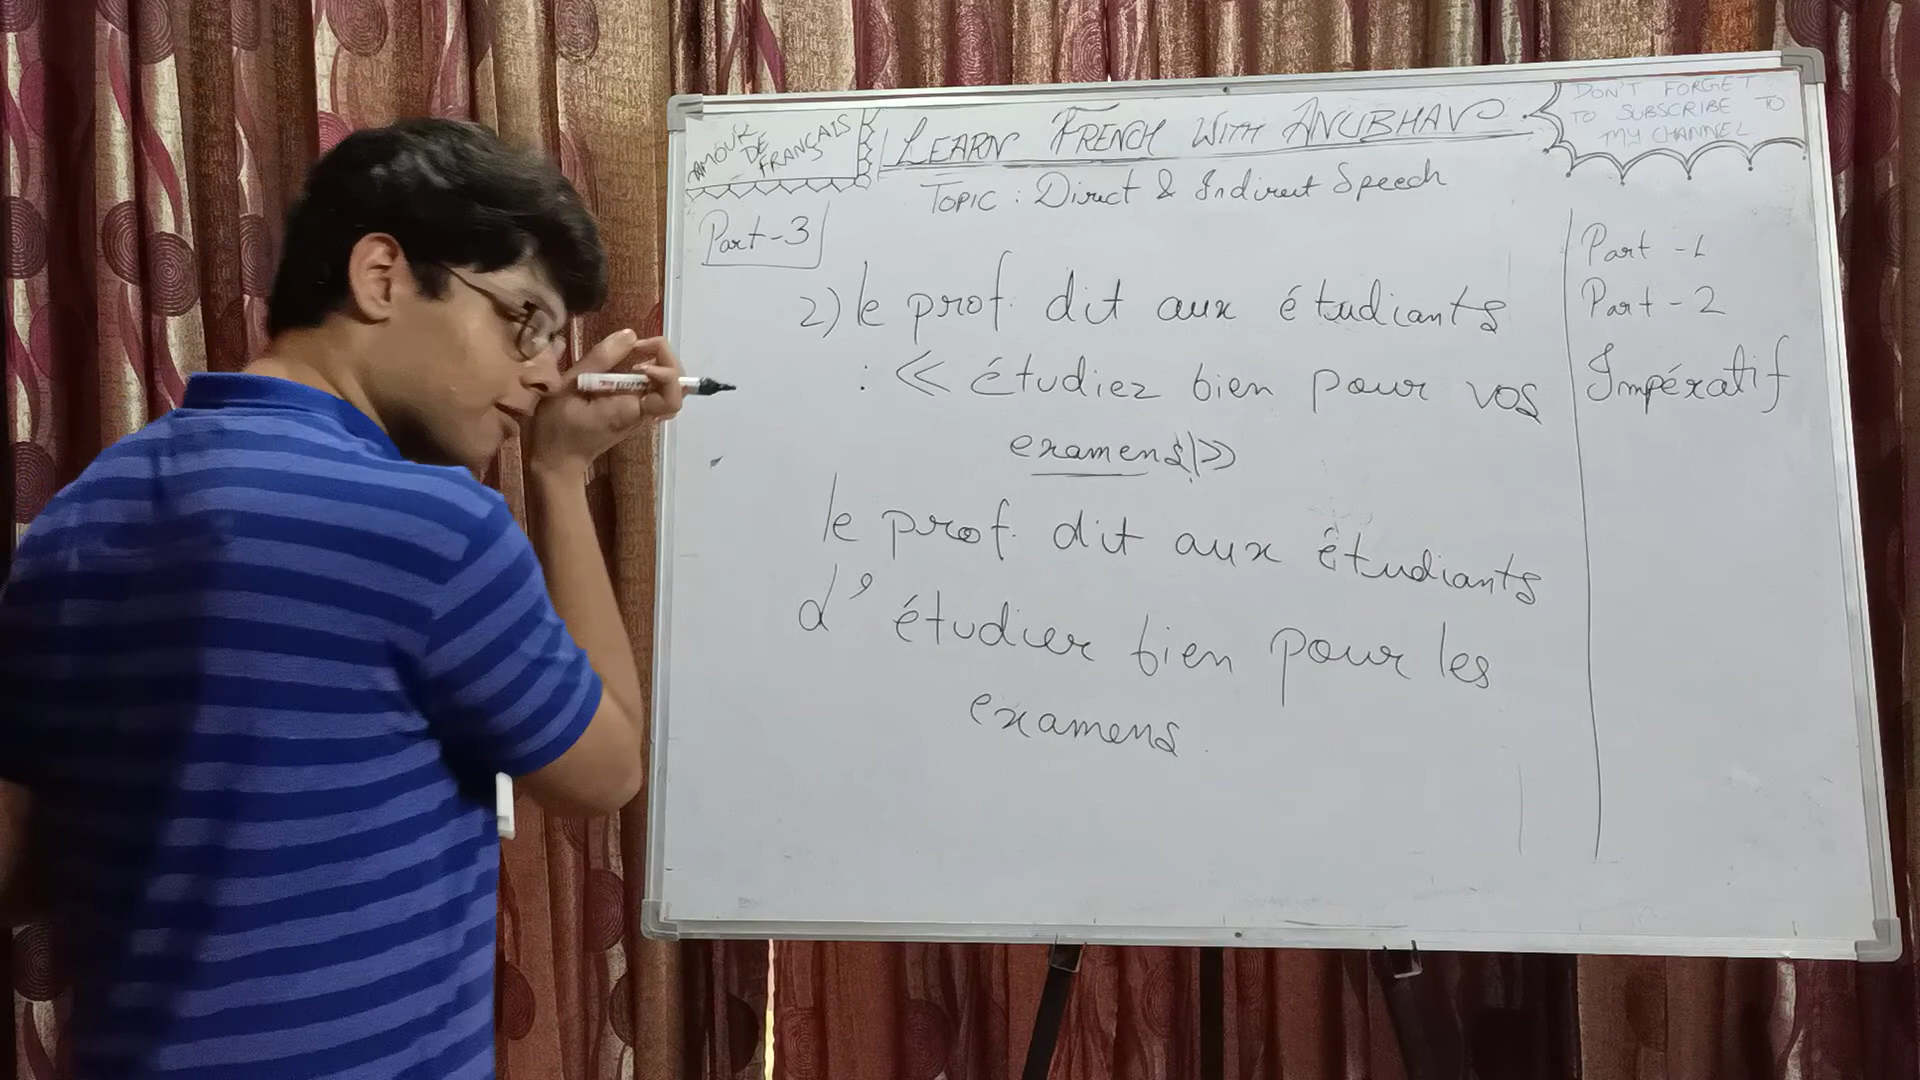 AMOUR
DE
FRANÇAIS
LEARN FRENCH WITH ANUBHAV
DON'T FORGET
TO SUBSCRIBE TO
MY CHANNEL
TOPIC : Direct & Indirect Speech
Part-3
2) le prof. dit aux étudiants
: << étudiez bien pour vos
examens!>>
le prof. dit aux étudiants
d'étudier bien pour les
examens.
Part -1
Part -2
Impératif